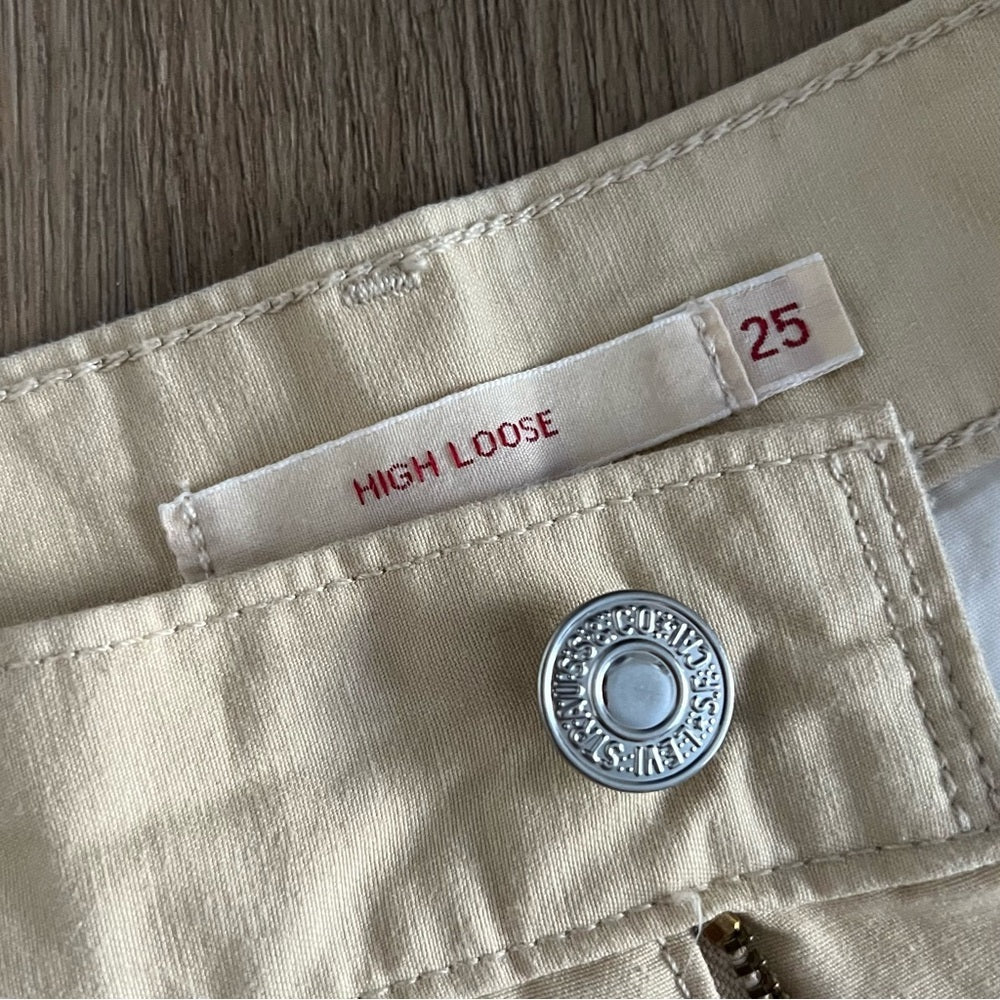 HIGH LOOSE
25
LEVI STRAUSS & CO. S.F. CAL